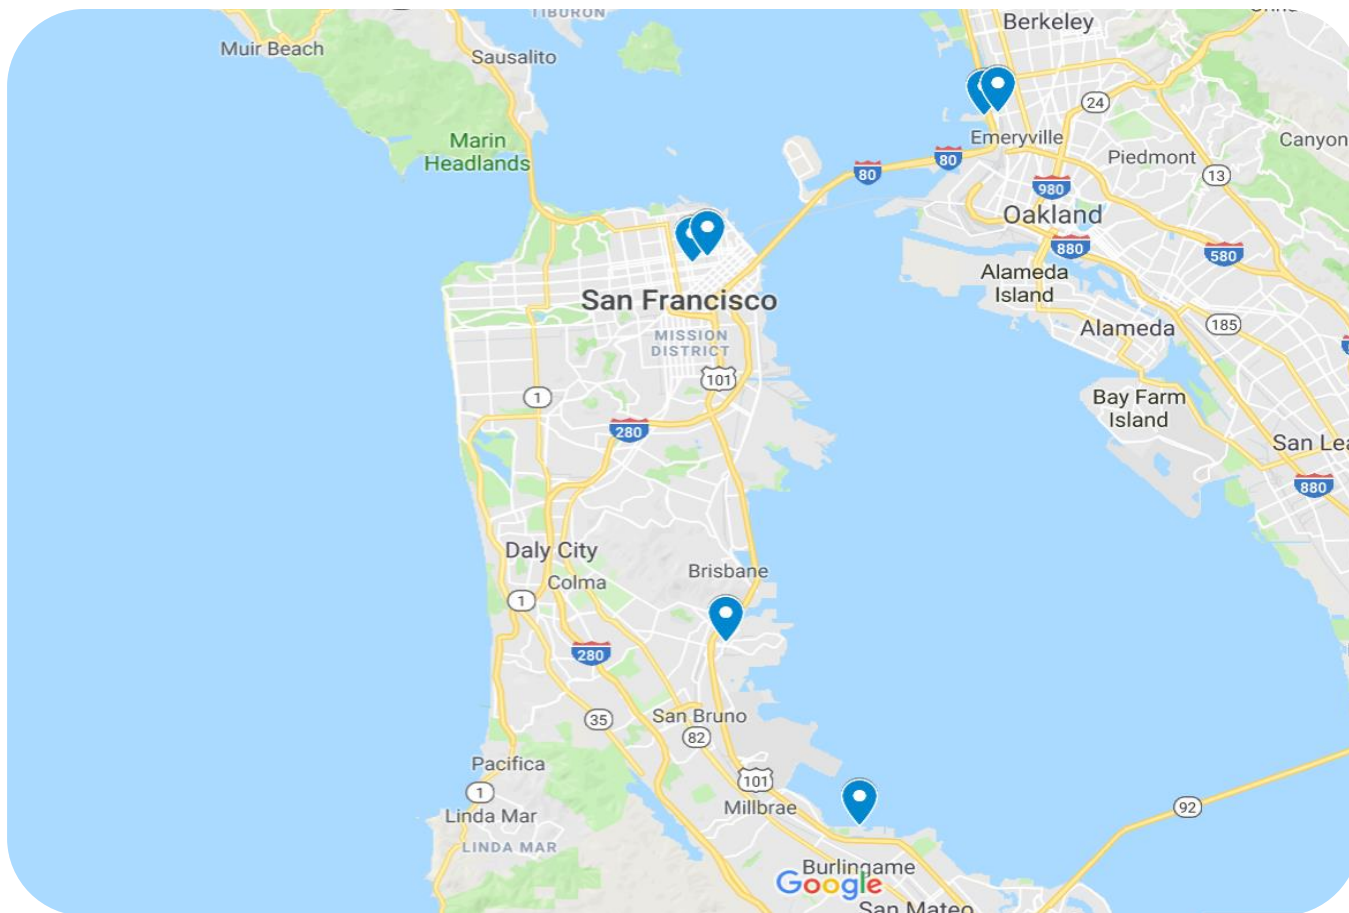 TIBURON
Berkeley
Muir Beach
Sausalito
24
Emeryville
Canyon
Marin
Headlands
80
80
Piedmont
13
980
Oakland
880
580
Alameda
Island
San Francisco
185
Alameda
MISSION
DISTRICT
101
1
Bay Farm
Island
280
San Lea
880
Daly City
Brisbane
Colma
1
280
35
San Bruno
82
Pacifica
101
1
Millbrae
92
Linda Mar
LINDA MAR
Burlingame
Google
San Mateo